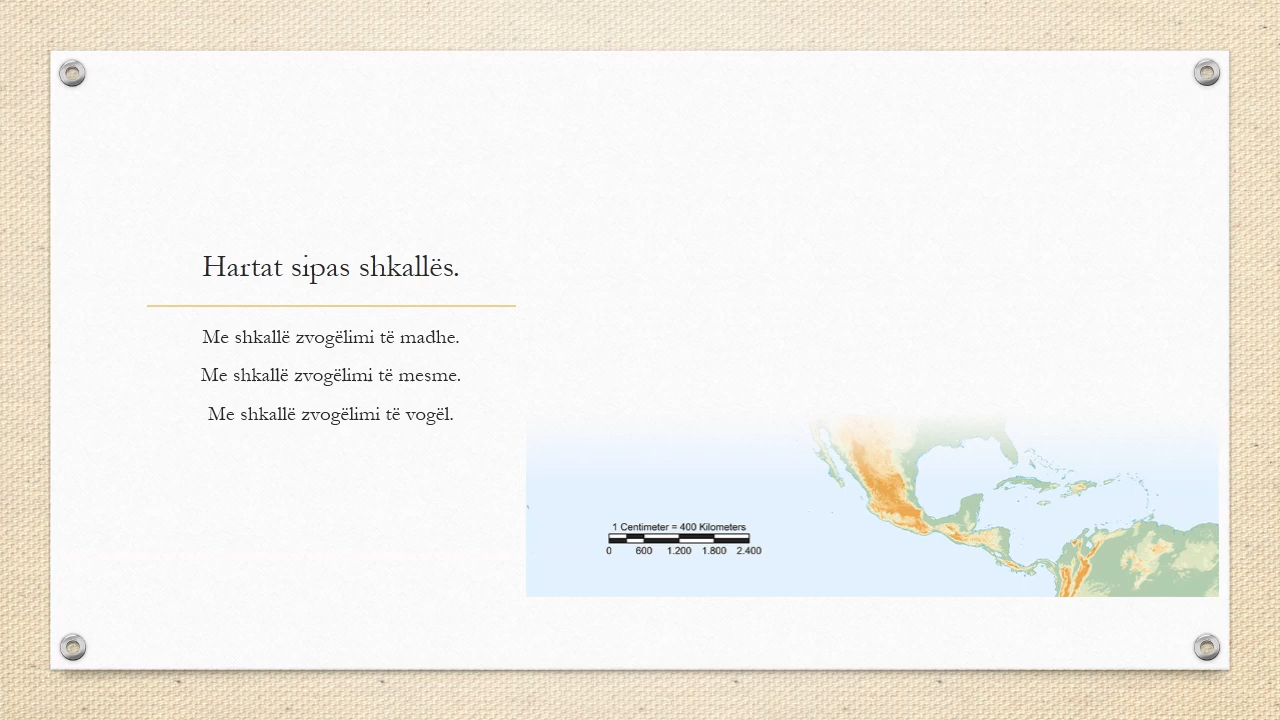 Hartat sipas shkallës.
Me shkallë zvogëlimi të madhe.
Me shkallë zvogëlimi të mesme.
Me shkallë zvogëlimi të vogël.
1 Centimeter = 400 Kilometers
0 600 1.200 1.800 2.400